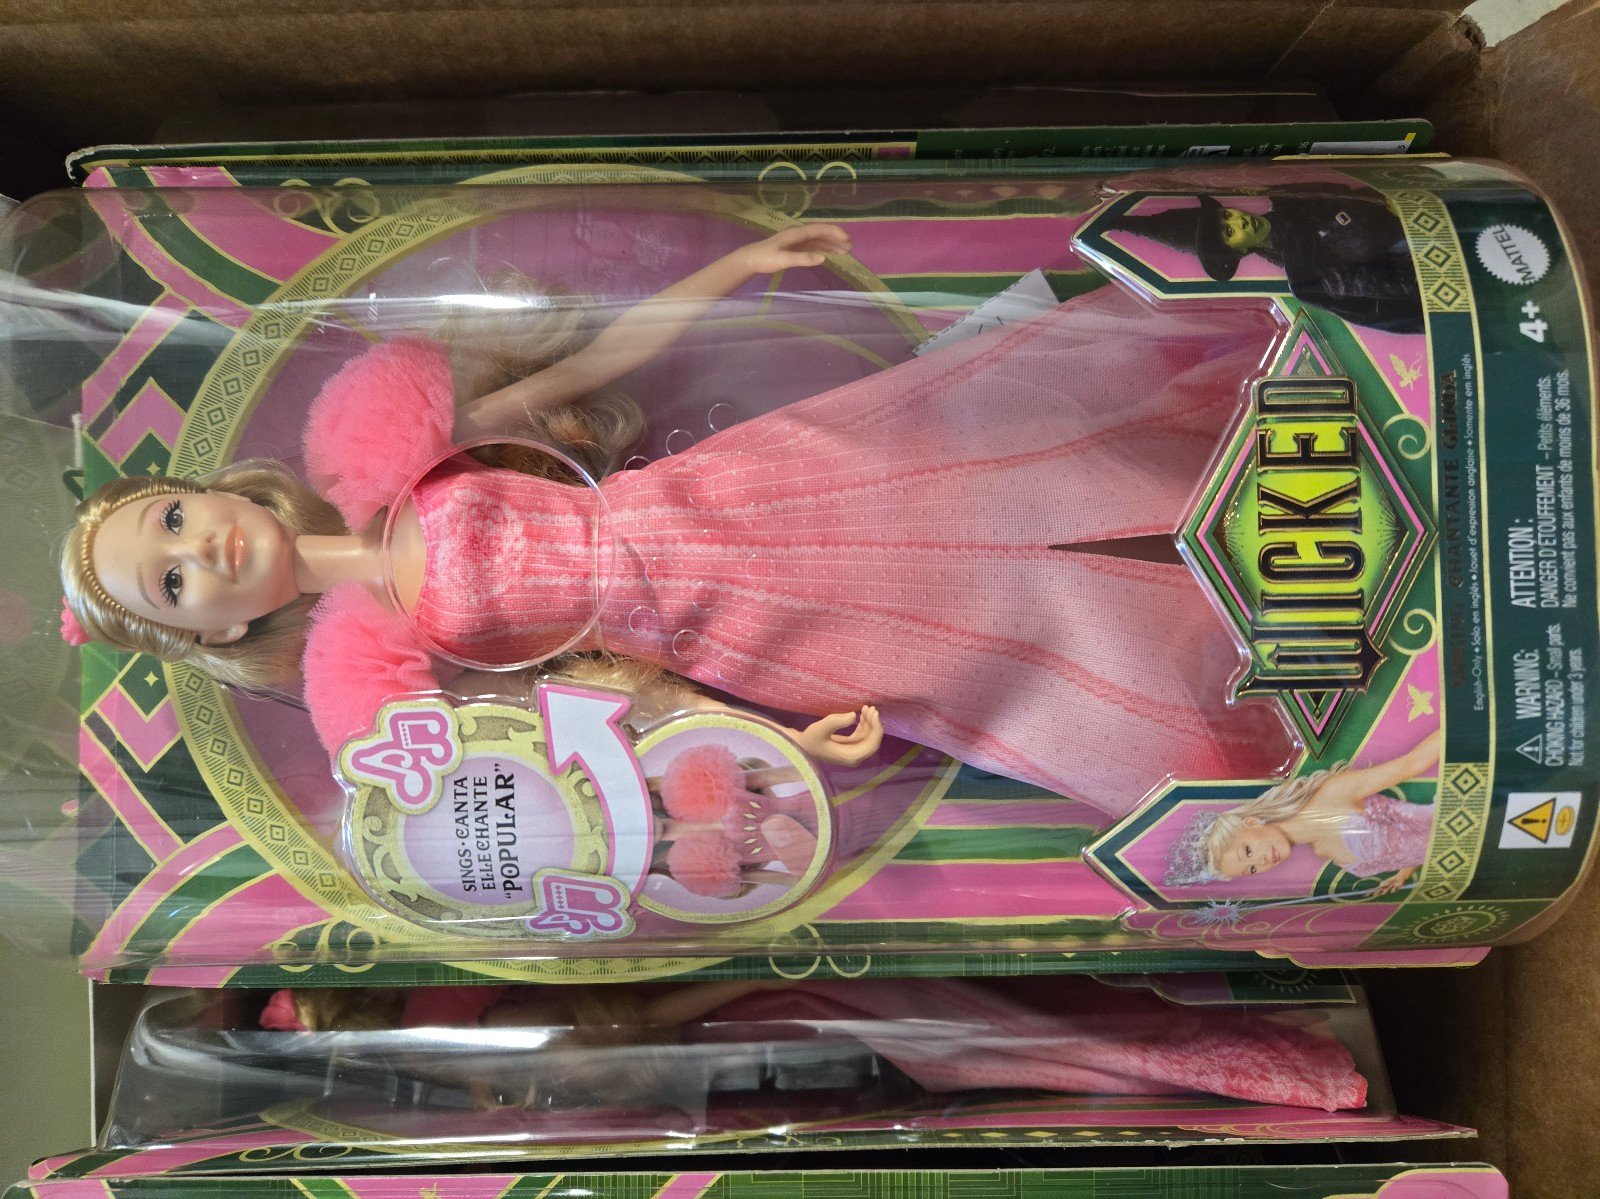 SINGS • CANTA
ELLE CHANTE
"POPULAR"
WICKED
CHANTANTE GLINDA
English-Only • Solo en inglés • Jouet d'expression anglaise • Somente em inglês
WARNING:
CHOKING HAZARD – Small parts.
Not for children under 3 years.
ATTENTION :
DANGER D'ÉTOUFFEMENT – Petits éléments.
Ne convient pas aux enfants de moins de 36 mois.
MATTEL
4+